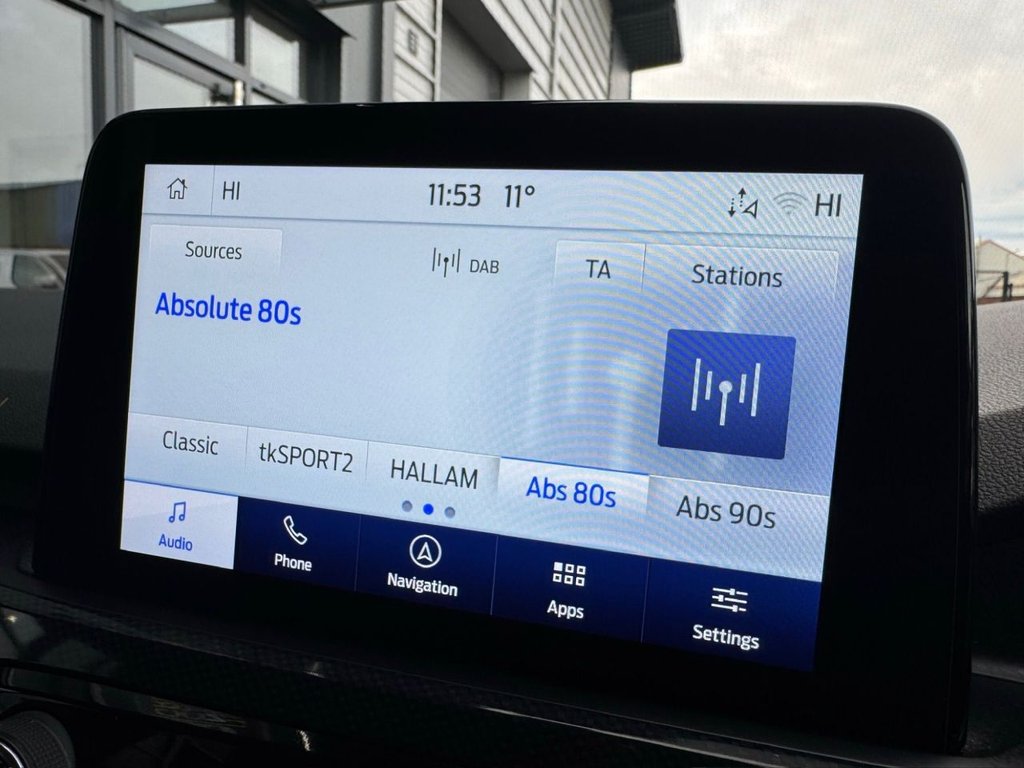 6
HI 11:53 11° HI
Sources DAB TA Stations
Absolute 80s
Classic tkSPORT2 HALLAM Abs 80s Abs 90s
Audio Phone Navigation Apps Settings